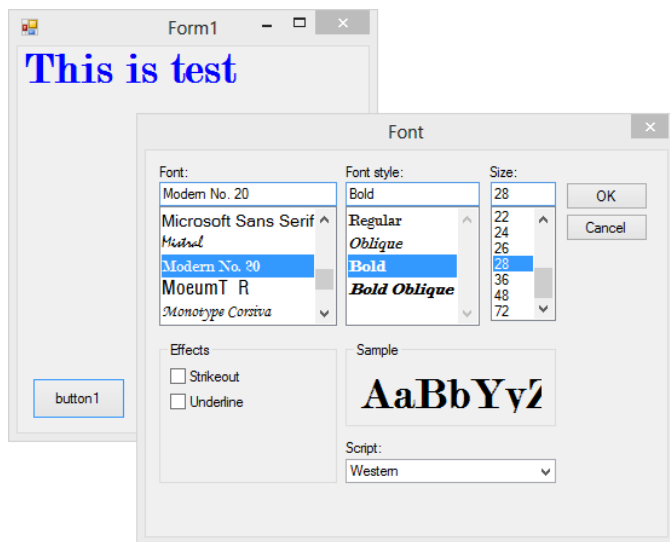 Form1
This is test
button1
Font
Font:
Modern No. 20
Microsoft Sans Serif
Mistral
Modern No. 20
MoeumT R
Monotype Corsiva
Font style:
Bold
Regular
Oblique
Bold
Bold Oblique
Size:
28
22
24
26
28
36
48
72
OK
Cancel
Effects
Strikeout
Underline
Sample
AaBbYyZ
Script:
Western